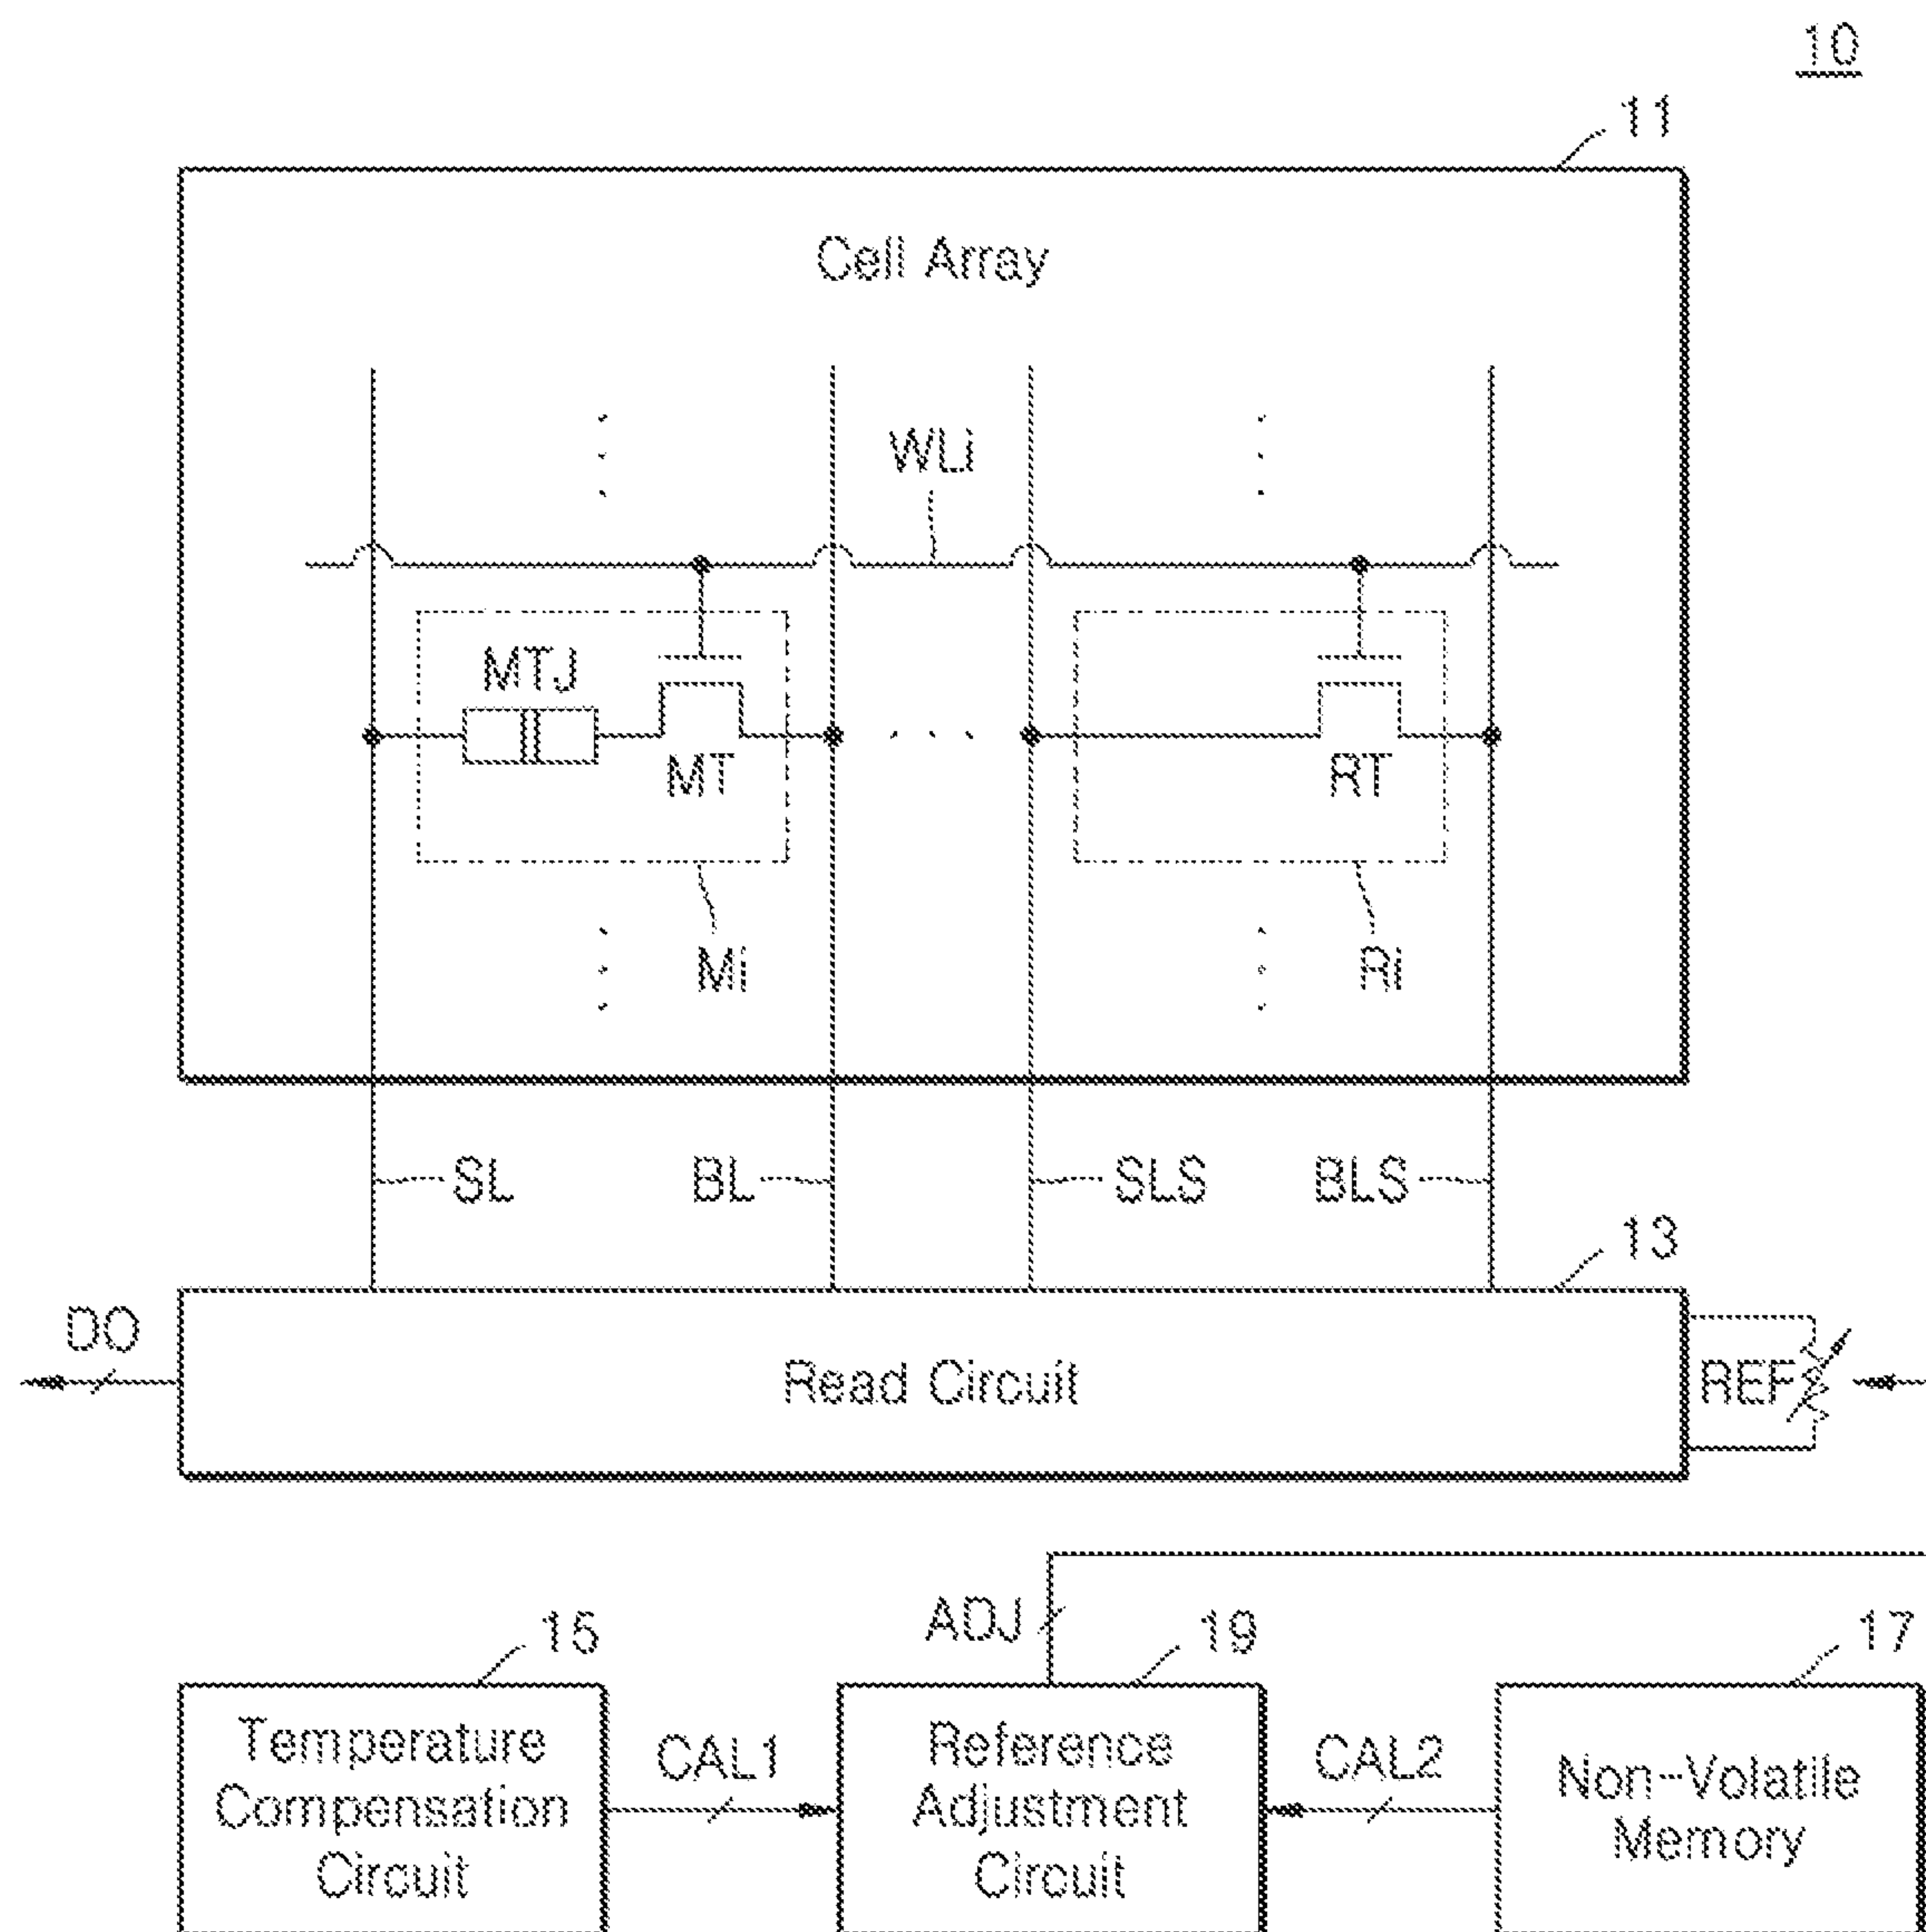 10
11
Cell Array
WLi
MTJ
MT
RT
Mi
Ri
SL
BL
SLS
BLS
13
DO
Read Circuit
REF
ADJ
15
19
17
Temperature
Compensation
Circuit
CAL1
Reference
Adjustment
Circuit
CAL2
Non-Volatile
Memory